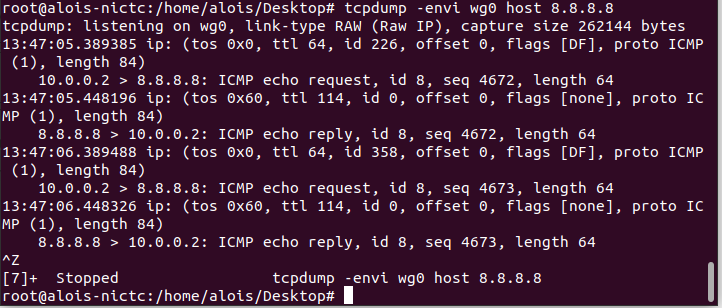 root@alois-nictc:/home/alois/Desktop# tcpdump -envi wg0 host 8.8.8.8
tcpdump: listening on wg0, link-type RAW (Raw IP), capture size 262144 bytes
13:47:05.389385 ip: (tos 0x0, ttl 64, id 226, offset 0, flags [DF], proto ICMP
 (1), length 84)
    10.0.0.2 > 8.8.8.8: ICMP echo request, id 8, seq 4672, length 64
13:47:05.448196 ip: (tos 0x60, ttl 114, id 0, offset 0, flags [none], proto IC
MP (1), length 84)
    8.8.8.8 > 10.0.0.2: ICMP echo reply, id 8, seq 4672, length 64
13:47:06.389488 ip: (tos 0x0, ttl 64, id 358, offset 0, flags [DF], proto ICMP
 (1), length 84)
    10.0.0.2 > 8.8.8.8: ICMP echo request, id 8, seq 4673, length 64
13:47:06.448326 ip: (tos 0x60, ttl 114, id 0, offset 0, flags [none], proto IC
MP (1), length 84)
    8.8.8.8 > 10.0.0.2: ICMP echo reply, id 8, seq 4673, length 64
^Z
[7]+  Stopped                 tcpdump -envi wg0 host 8.8.8.8
root@alois-nictc:/home/alois/Desktop#